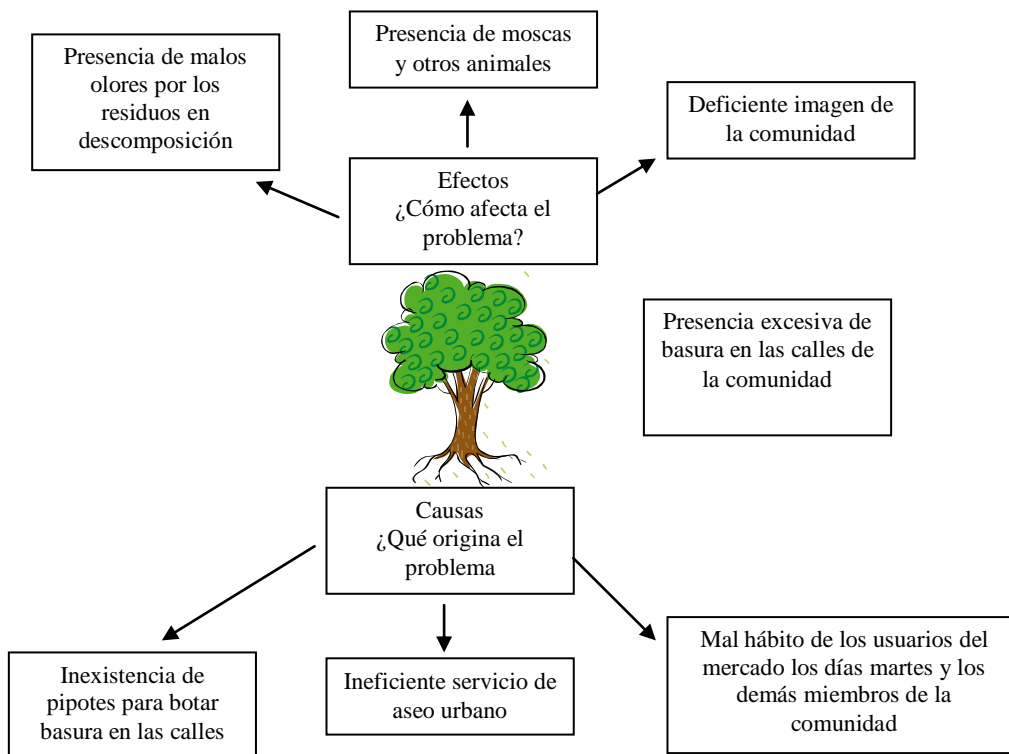 Presencia de malos
olores por los
residuos en
descomposición
Presencia de moscas
y otros animales
Deficiente imagen de
la comunidad
Efectos
¿Cómo afecta el
problema?
Presencia excesiva de
basura en las calles de
la comunidad
Causas
¿Qué origina el
problema
Inexistencia de
pipotes para botar
basura en las calles
Ineficiente servicio de
aseo urbano
Mal hábito de los usuarios del
mercado los días martes y los
demás miembros de la
comunidad